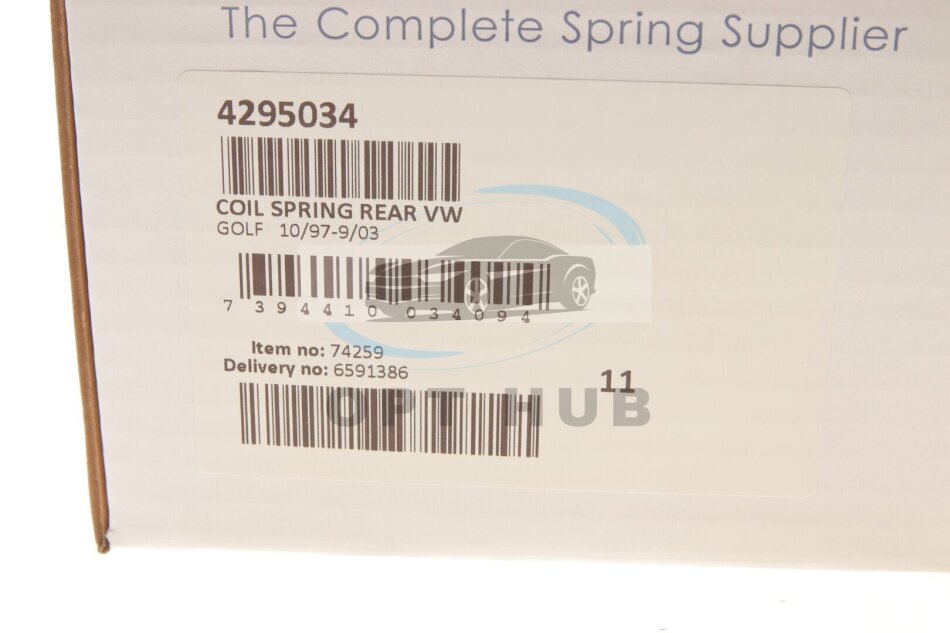 The Complete Spring Supplier
4295034
COIL SPRING REAR VW
GOLF 10/97-9/03
7 394410 034094
Item no: 74259
Delivery no: 6591386
11
OPT HUB